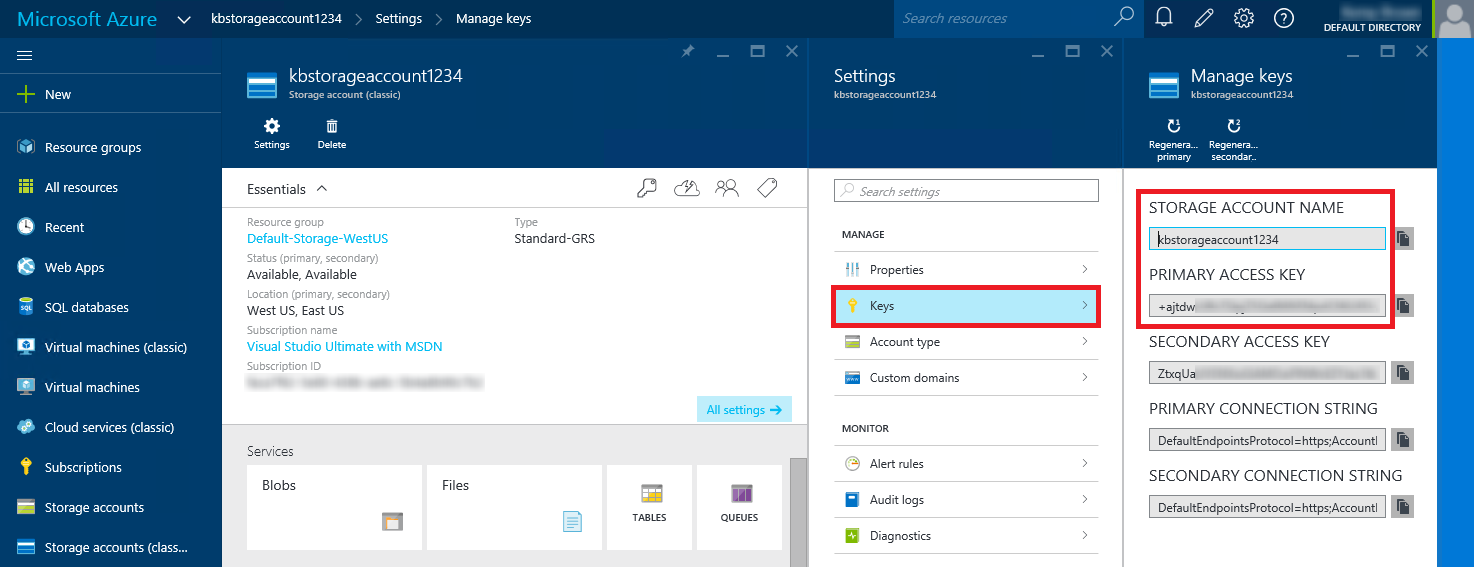 Microsoft Azure
kbstorageaccount1234 > Settings > Manage keys
Search resources
DEFAULT DIRECTORY
New
Resource groups
All resources
Recent
Web Apps
SQL databases
Virtual machines (classic)
Virtual machines
Cloud services (classic)
Subscriptions
Storage accounts
Storage accounts (class...
kbstorageaccount1234
Storage account (classic)
Settings
Delete
Essentials
Resource group
Default-Storage-WestUS
Status (primary, secondary)
Available, Available
Location (primary, secondary)
West US, East US
Subscription name
Visual Studio Ultimate with MSDN
Subscription ID
Type
Standard-GRS
All settings
Services
Blobs
Files
TABLES
QUEUES
Settings
kbstorageaccount1234
Search settings
MANAGE
Properties
Keys
Account type
Custom domains
MONITOR
Alert rules
Audit logs
Diagnostics
Manage keys
kbstorageaccount1234
Regenera...
primary
Regenera...
secondar..
STORAGE ACCOUNT NAME
kbstorageaccount1234
PRIMARY ACCESS KEY
+ajtdw
SECONDARY ACCESS KEY
ZtxqUa
PRIMARY CONNECTION STRING
DefaultEndpointsProtocol=https;Accountl
SECONDARY CONNECTION STRING
DefaultEndpointsProtocol=https;Accountl